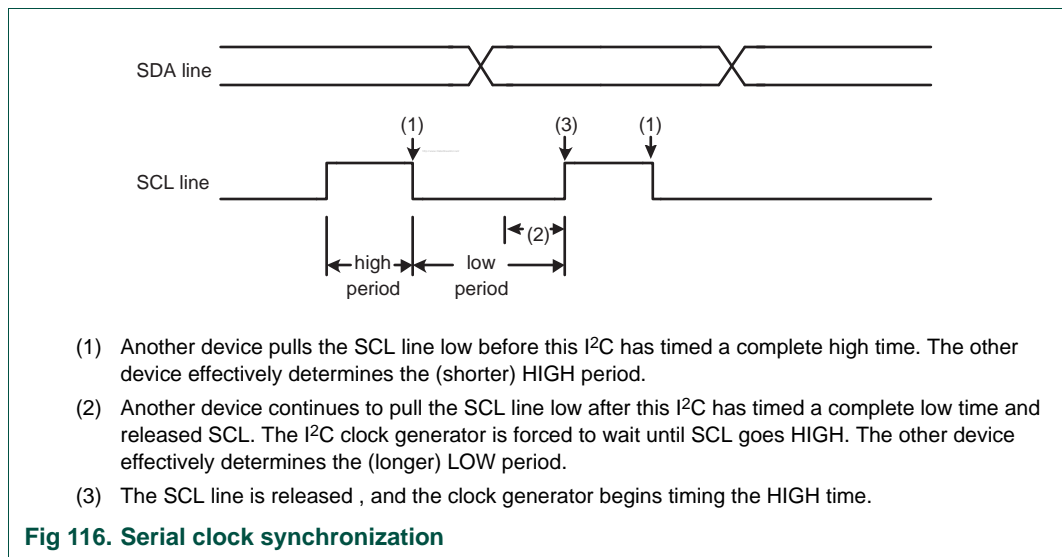 SDA line
(1) (3) (1)
SCL line
(2)
high low
period period
(1) Another device pulls the SCL line low before this I2C has timed a complete high time. The other
device effectively determines the (shorter) HIGH period.
(2) Another device continues to pull the SCL line low after this I2C has timed a complete low time and
released SCL. The I2C clock generator is forced to wait until SCL goes HIGH. The other device
effectively determines the (longer) LOW period.
(3) The SCL line is released , and the clock generator begins timing the HIGH time.
Fig 116. Serial clock synchronization